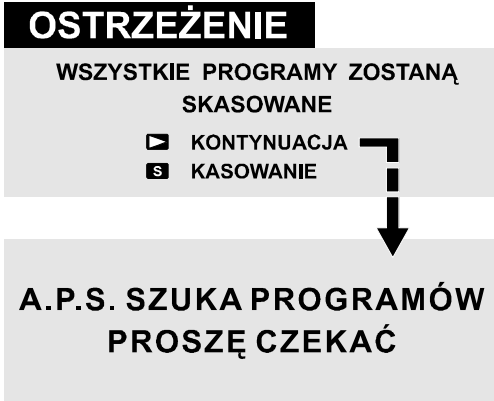 OSTRZEŻENIE
WSZYSTKIE PROGRAMY ZOSTANĄ
SKASOWANE
KONTYNUACJA
S KASOWANIE
A.P.S. SZUKA PROGRAMÓW
PROSZĘ CZEKAĆ